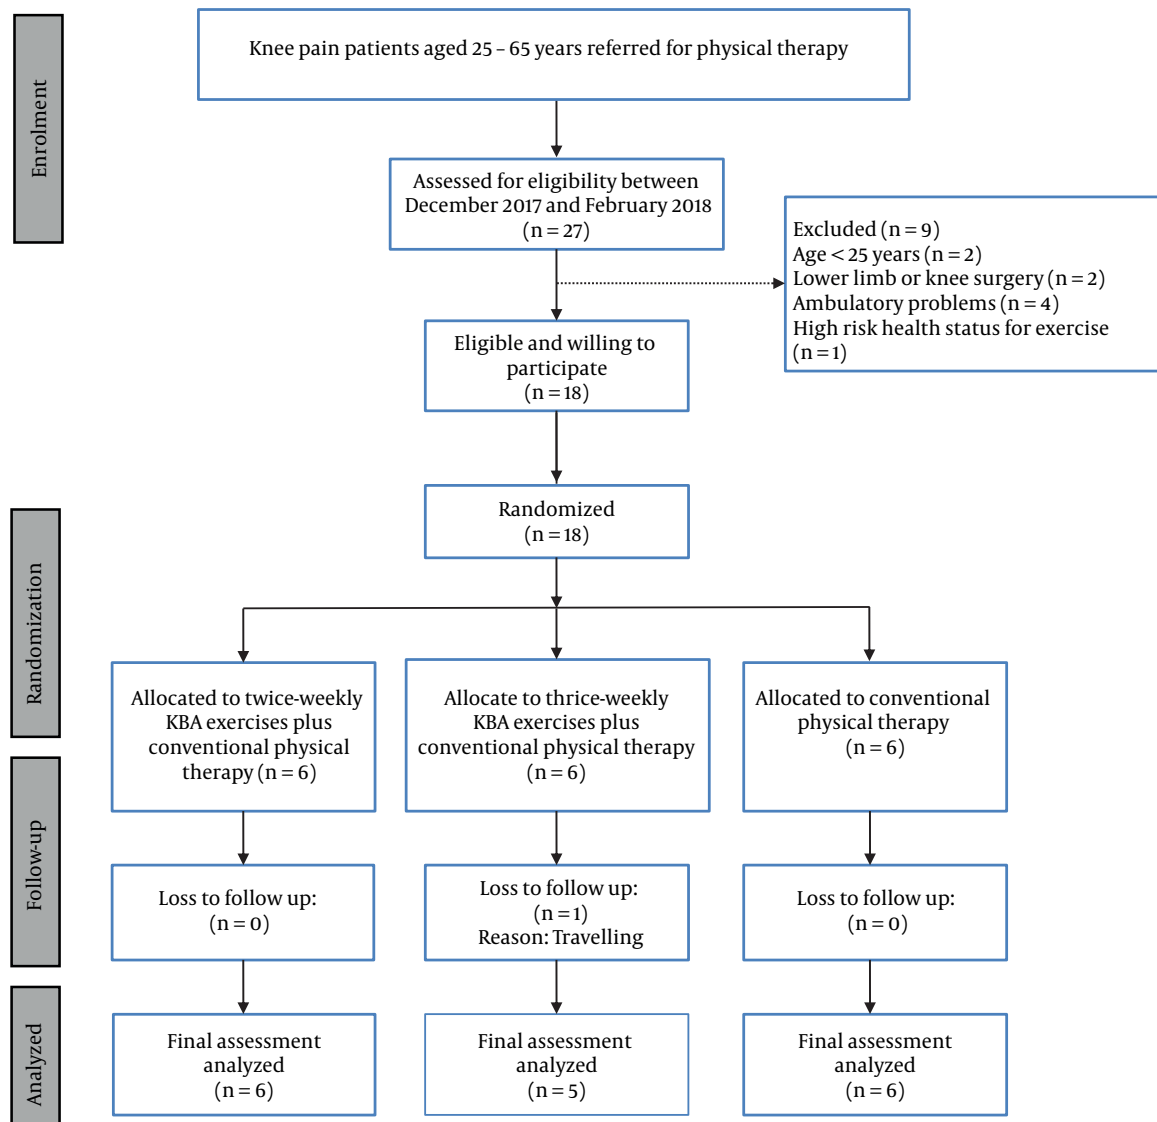 Enrolment
Knee pain patients aged 25 – 65 years referred for physical therapy
Assessed for eligibility between
December 2017 and February 2018
(n = 27)
Excluded (n = 9)
Age < 25 years (n = 2)
Lower limb or knee surgery (n = 2)
Ambulatory problems (n = 4)
High risk health status for exercise
(n = 1)
Eligible and willing to
participate
(n = 18)
Randomized
(n = 18)
Randomization
Allocated to twice-weekly
KBA exercises plus
conventional physical
therapy (n = 6)
Allocate to thrice-weekly
KBA exercises plus
conventional physical therapy
(n = 6)
Allocated to conventional
physical therapy
(n = 6)
Follow-up
Loss to follow up:
(n = 0)
Loss to follow up:
(n = 1)
Reason: Travelling
Loss to follow up:
(n = 0)
Analyzed
Final assessment
analyzed
(n = 6)
Final assessment
analyzed
(n = 5)
Final assessment
analyzed
(n = 6)